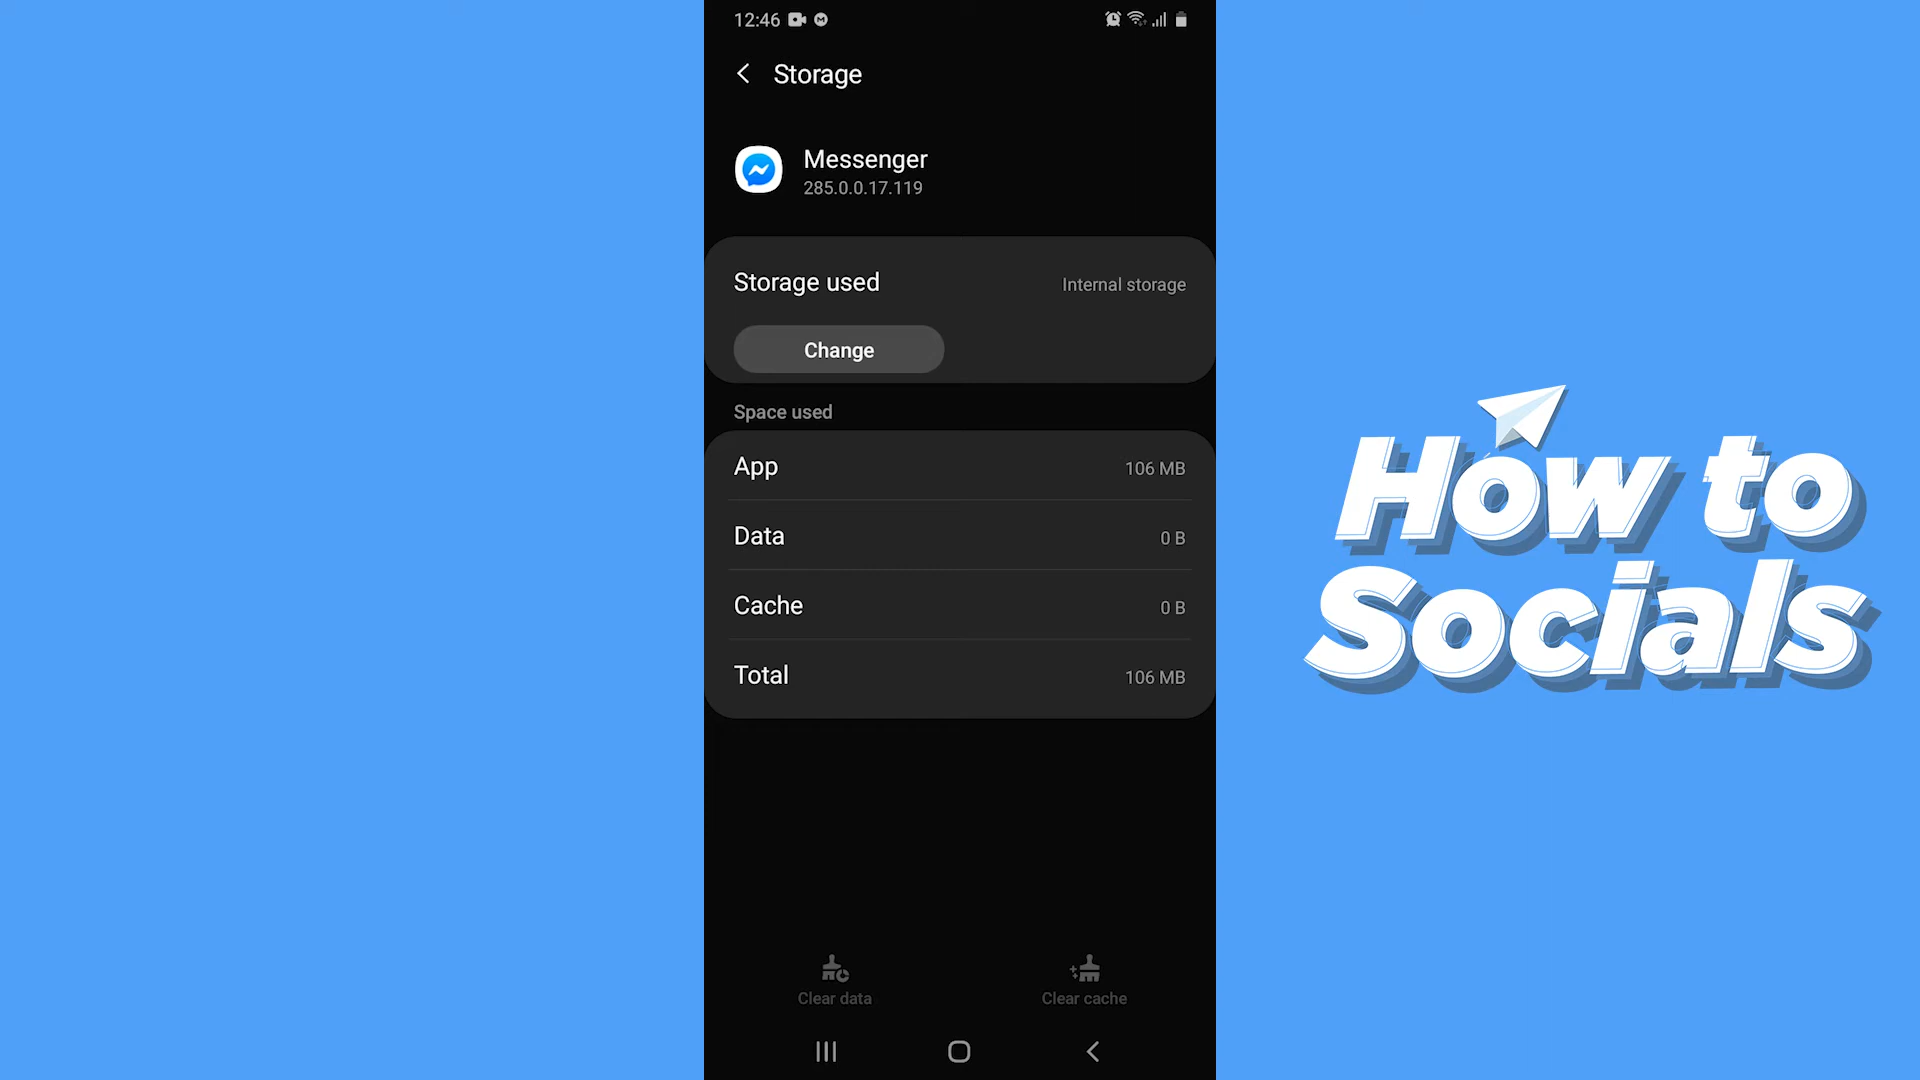 12:46
Storage
Messenger
285.0.0.17.119
Storage used
Internal storage
Change
Space used
App
106 MB
Data
0 B
Cache
0 B
Total
106 MB
Clear data
Clear cache
How to
Socials